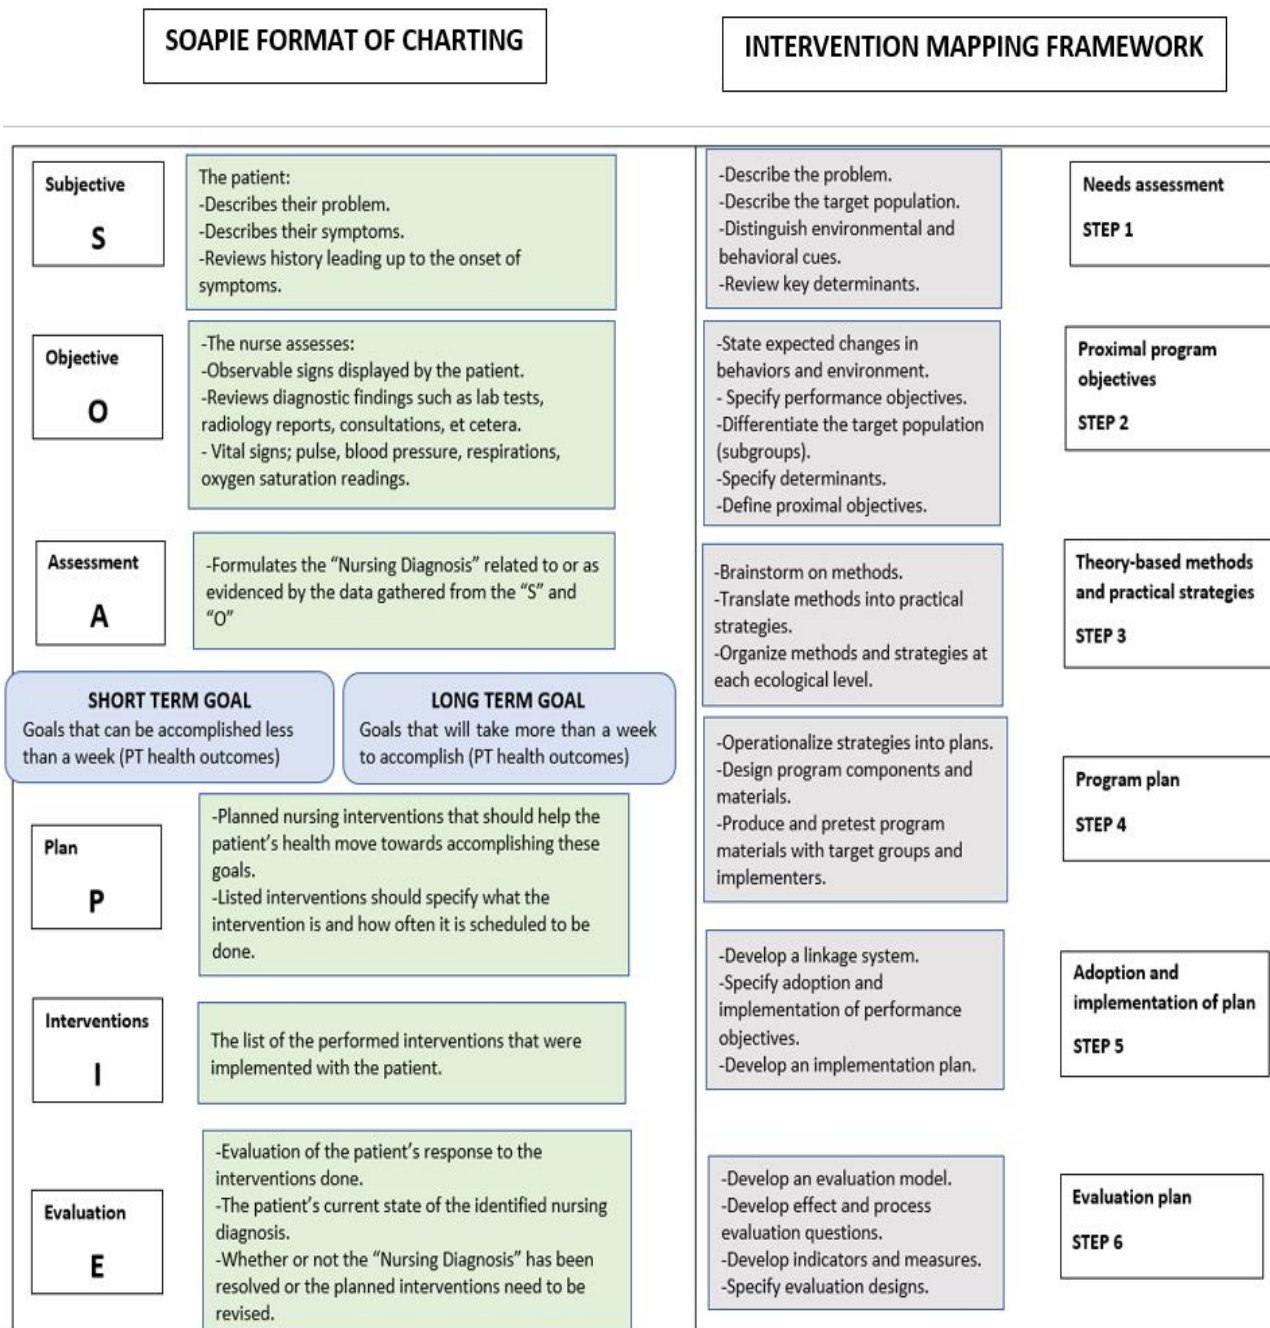 SOAPIE FORMAT OF CHARTING
INTERVENTION MAPPING FRAMEWORK
Subjective
S
The patient:
-Describes their problem.
-Describes their symptoms.
-Reviews history leading up to the onset of
symptoms.
-Describe the problem.
-Describe the target population.
-Distinguish environmental and
behavioral cues.
-Review key determinants.
Needs assessment
STEP 1
Objective
O
-The nurse assesses:
-Observable signs displayed by the patient.
-Reviews diagnostic findings such as lab tests,
radiology reports, consultations, et cetera.
- Vital signs; pulse, blood pressure, respirations,
oxygen saturation readings.
-State expected changes in
behaviors and environment.
- Specify performance objectives.
-Differentiate the target population
(subgroups).
-Specify determinants.
-Define proximal objectives.
Proximal program
objectives
STEP 2
Assessment
A
-Formulates the “Nursing Diagnosis” related to or as
evidenced by the data gathered from the “S” and
“O”
-Brainstorm on methods.
-Translate methods into practical
strategies.
-Organize methods and strategies at
each ecological level.
Theory-based methods
and practical strategies
STEP 3
SHORT TERM GOAL
Goals that can be accomplished less
than a week (PT health outcomes)
LONG TERM GOAL
Goals that will take more than a week
to accomplish (PT health outcomes)
Plan
P
-Planned nursing interventions that should help the
patient’s health move towards accomplishing these
goals.
-Listed interventions should specify what the
intervention is and how often it is scheduled to be
done.
-Operationalize strategies into plans.
-Design program components and
materials.
-Produce and pretest program
materials with target groups and
implementers.
Program plan
STEP 4
Interventions
I
The list of the performed interventions that were
implemented with the patient.
-Develop a linkage system.
-Specify adoption and
implementation of performance
objectives.
-Develop an implementation plan.
Adoption and
implementation of plan
STEP 5
Evaluation
E
-Evaluation of the patient’s response to the
interventions done.
-The patient’s current state of the identified nursing
diagnosis.
-Whether or not the “Nursing Diagnosis” has been
resolved or the planned interventions need to be
revised.
-Develop an evaluation model.
-Develop effect and process
evaluation questions.
-Develop indicators and measures.
-Specify evaluation designs.
Evaluation plan
STEP 6